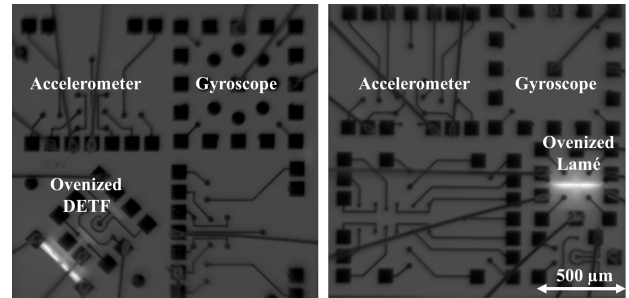 Accelerometer
Gyroscope
Ovenized
DETF
Accelerometer
Gyroscope
Ovenized
Lamé
500 µm